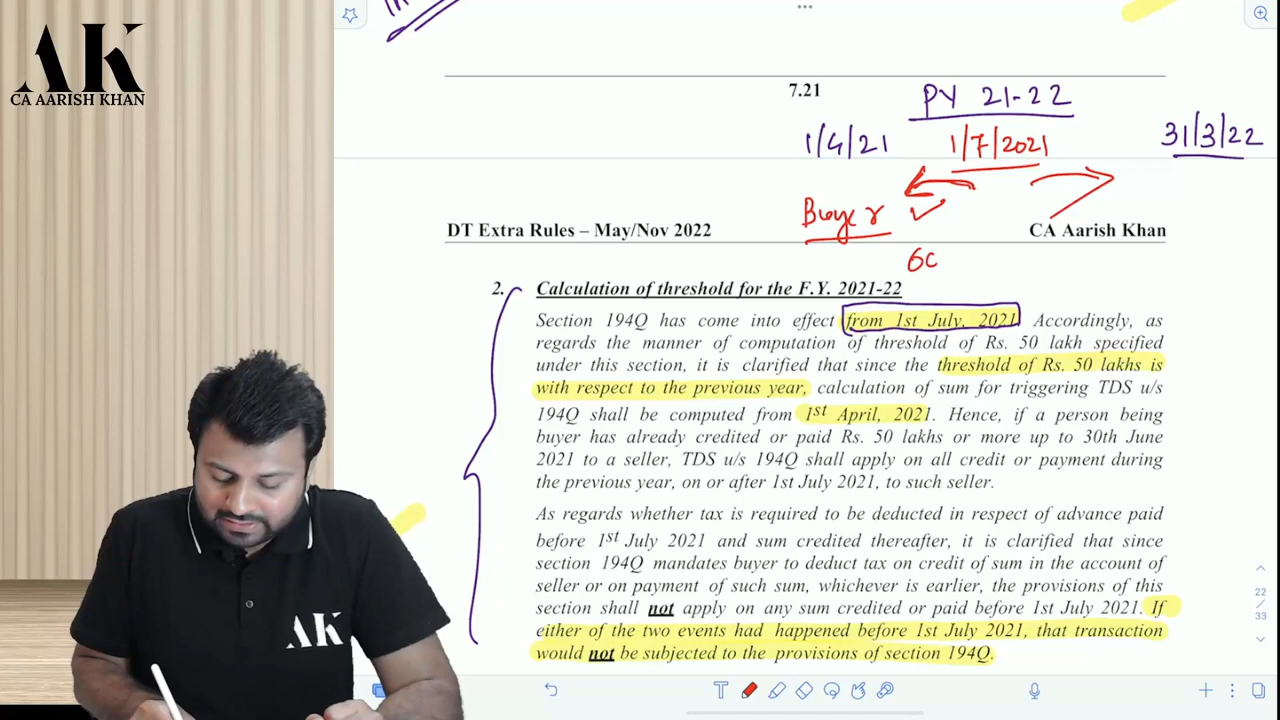 AK
CA AARISH KHAN
7.21
PY 21-22
1/4/21
1/7/2021
31/3/22
Buyer
DT Extra Rules – May/Nov 2022
CA Aarish Khan
2. Calculation of threshold for the F.Y. 2021-22
Section 194Q has come into effect from 1st July, 2021. Accordingly, as
regards the manner of computation of threshold of Rs. 50 lakh specified
under this section, it is clarified that since the threshold of Rs. 50 lakhs is
with respect to the previous year, calculation of sum for triggering TDS u/s
194Q shall be computed from 1st April, 2021. Hence, if a person being
buyer has already credited or paid Rs. 50 lakhs or more up to 30th June
2021 to a seller, TDS u/s 194Q shall apply on all credit or payment during
the previous year, on or after 1st July 2021, to such seller.
As regards whether tax is required to be deducted in respect of advance paid
before 1st July 2021 and sum credited thereafter, it is clarified that since
section 194Q mandates buyer to deduct tax on credit of sum in the account of
seller or on payment of such sum, whichever is earlier, the provisions of this
section shall not apply on any sum credited or paid before 1st July 2021. If
either of the two events had happened before 1st July 2021, that transaction
would not be subjected to the provisions of section 194Q.
AK
22
/
33
T